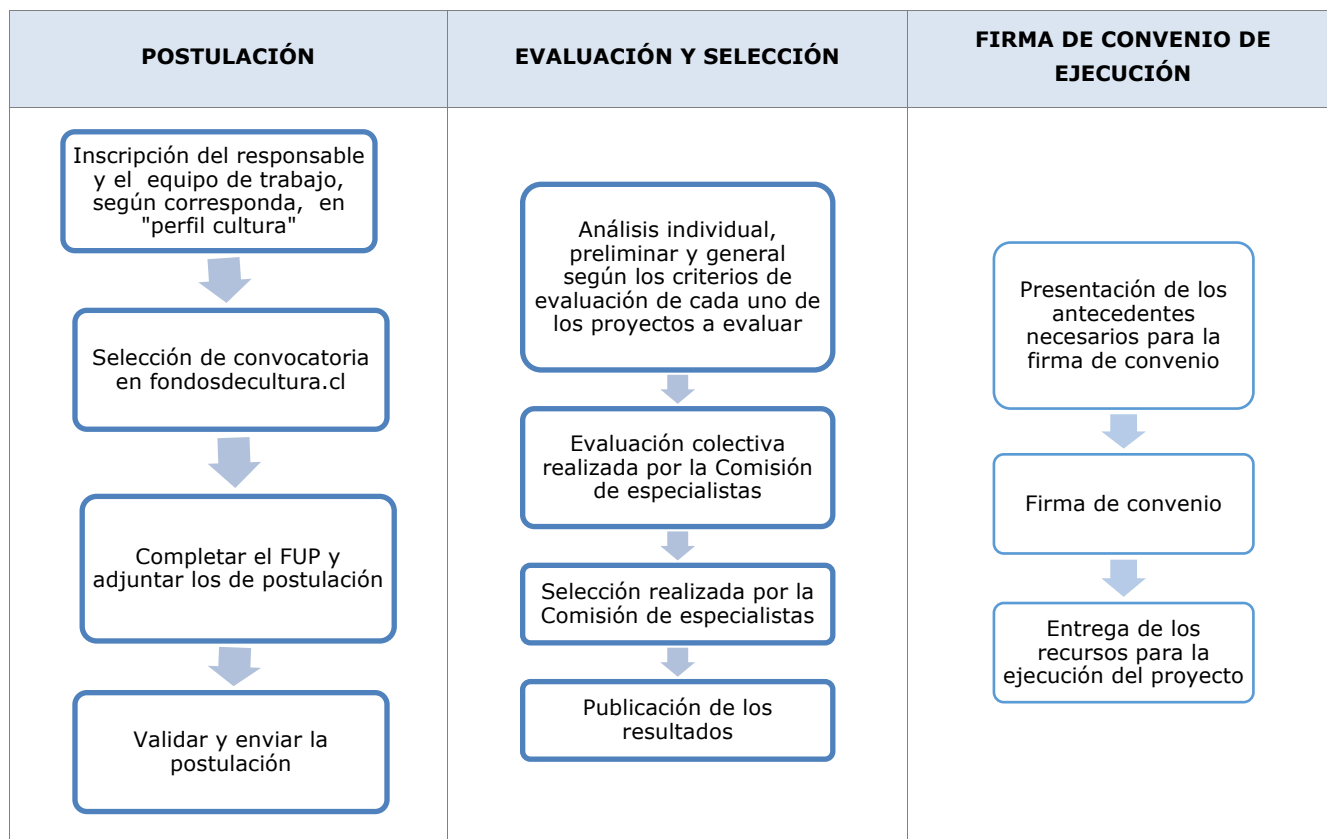 POSTULACIÓN
Inscripción del responsable
y el equipo de trabajo,
según corresponda, en
"perfil cultura"
Selección de convocatoria
en fondosdecultura.cl
Completar el FUP y
adjuntar los de postulación
Validar y enviar la
postulación
EVALUACIÓN Y SELECCIÓN
Análisis individual,
preliminar y general
según los criterios de
evaluación de cada uno de
los proyectos a evaluar
Evaluación colectiva
realizada por la Comisión
de especialistas
Selección realizada por la
Comisión de especialistas
Publicación de los
resultados
FIRMA DE CONVENIO DE
EJECUCIÓN
Presentación de los
antecedentes
necesarios para la
firma de convenio
Firma de convenio
Entrega de los
recursos para la
ejecución del proyecto